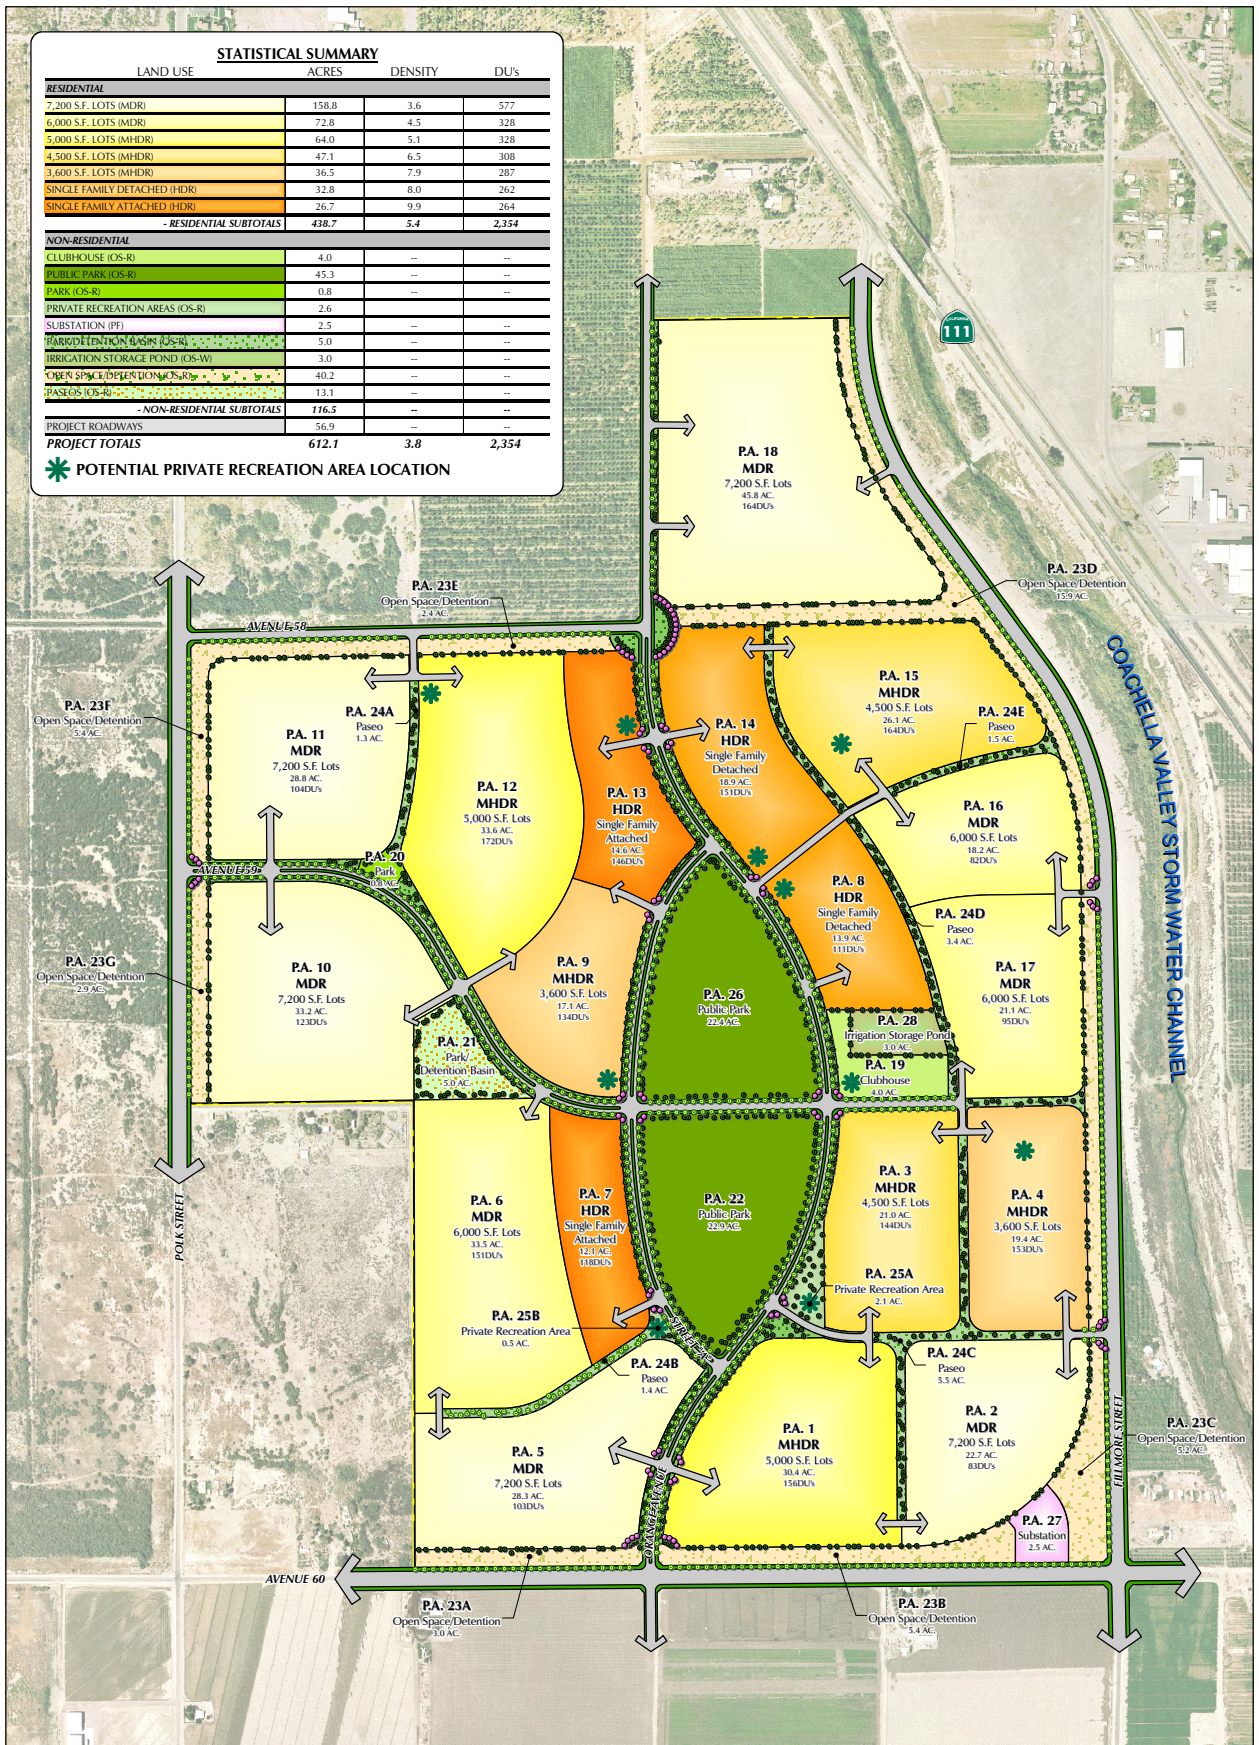 STATISTICAL SUMMARY
LAND USE ACRES DENSITY DU's
RESIDENTIAL
7,200 S.F. LOTS (MDR) 158.8 3.6 577
6,000 S.F. LOTS (MDR) 72.8 4.5 328
5,000 S.F. LOTS (MHDR) 64.0 5.1 328
4,500 S.F. LOTS (MHDR) 47.1 6.5 308
3,600 S.F. LOTS (MHDR) 36.5 7.9 287
SINGLE FAMILY DETACHED (HDR) 32.8 8.0 262
SINGLE FAMILY ATTACHED (HDR) 26.7 9.9 264
- RESIDENTIAL SUBTOTALS 438.7 5.4 2,354
NON-RESIDENTIAL
CLUBHOUSE (OS-R) 4.0 -- --
PUBLIC PARK (OS-R) 45.3 -- --
PARK (OS-R) 0.8 -- --
PRIVATE RECREATION AREAS (OS-R) 2.6 -- --
SUBSTATION (PF) 2.5 -- --
PARK/DETENTION BASIN (OS-R) 5.0 -- --
IRRIGATION STORAGE POND (OS-W) 3.0 -- --
OPEN SPACE/DETENTION (OS-R) 40.2 -- --
PASEOS (OS-R) 13.1 -- --
- NON-RESIDENTIAL SUBTOTALS 116.5 -- --
PROJECT ROADWAYS 56.9 -- --
PROJECT TOTALS 612.1 3.8 2,354
POTENTIAL PRIVATE RECREATION AREA LOCATION
CALIFORNIA
111
P.A. 18
MDR
7,200 S.F. Lots
45.8 AC.
164DU's
P.A. 23D
Open Space/Detention
15.9 AC.
P.A. 23E
Open Space/Detention
2.4 AC.
AVENUE 58
COACHELLA VALLEY STORM WATER CHANNEL
P.A. 23F
Open Space/Detention
5.4 AC.
P.A. 24A
Paseo
1.3 AC.
P.A. 11
MDR
7,200 S.F. Lots
28.8 AC.
104DU's
P.A. 12
MHDR
5,000 S.F. Lots
33.6 AC.
172DU's
P.A. 13
HDR
Single Family
Attached
14.6 AC.
146DU's
P.A. 14
HDR
Single Family
Detached
18.9 AC.
151DU's
P.A. 15
MHDR
4,500 S.F. Lots
26.1 AC.
164DU's
P.A. 24E
Paseo
1.5 AC.
P.A. 16
MDR
6,000 S.F. Lots
18.2 AC.
82DU's
P.A. 20
Park
0.8 AC.
AVENUE 59
P.A. 8
HDR
Single Family
Detached
13.9 AC.
111DU's
P.A. 24D
Paseo
3.4 AC.
P.A. 23G
Open Space/Detention
2.9 AC.
P.A. 10
MDR
7,200 S.F. Lots
33.2 AC.
123DU's
P.A. 9
MHDR
3,600 S.F. Lots
17.1 AC.
134DU's
P.A. 26
Public Park
22.4 AC.
P.A. 17
MDR
6,000 S.F. Lots
21.1 AC.
95DU's
P.A. 28
Irrigation Storage Pond
3.0 AC.
P.A. 21
Park/
Detention Basin
5.0 AC.
P.A. 19
Clubhouse
4.0 AC.
POLK STREET
P.A. 6
MDR
6,000 S.F. Lots
33.5 AC.
151DU's
P.A. 7
HDR
Single Family
Attached
12.1 AC.
118DU's
P.A. 22
Public Park
22.9 AC.
P.A. 3
MHDR
4,500 S.F. Lots
21.0 AC.
144DU's
P.A. 4
MHDR
3,600 S.F. Lots
19.4 AC.
153DU's
P.A. 25A
Private Recreation Area
2.1 AC.
P.A. 25B
Private Recreation Area
0.5 AC.
STREET "A"
P.A. 24B
Paseo
1.4 AC.
P.A. 24C
Paseo
5.5 AC.
P.A. 5
MDR
7,200 S.F. Lots
28.3 AC.
103DU's
P.A. 1
MHDR
5,000 S.F. Lots
30.4 AC.
156DU's
P.A. 2
MDR
7,200 S.F. Lots
22.7 AC.
83DU's
FILLMORE STREET
P.A. 23C
Open Space/Detention
5.2 AC.
ORANGE AVENUE
P.A. 27
Substation
2.5 AC.
AVENUE 60
P.A. 23A
Open Space/Detention
3.0 AC.
P.A. 23B
Open Space/Detention
5.4 AC.